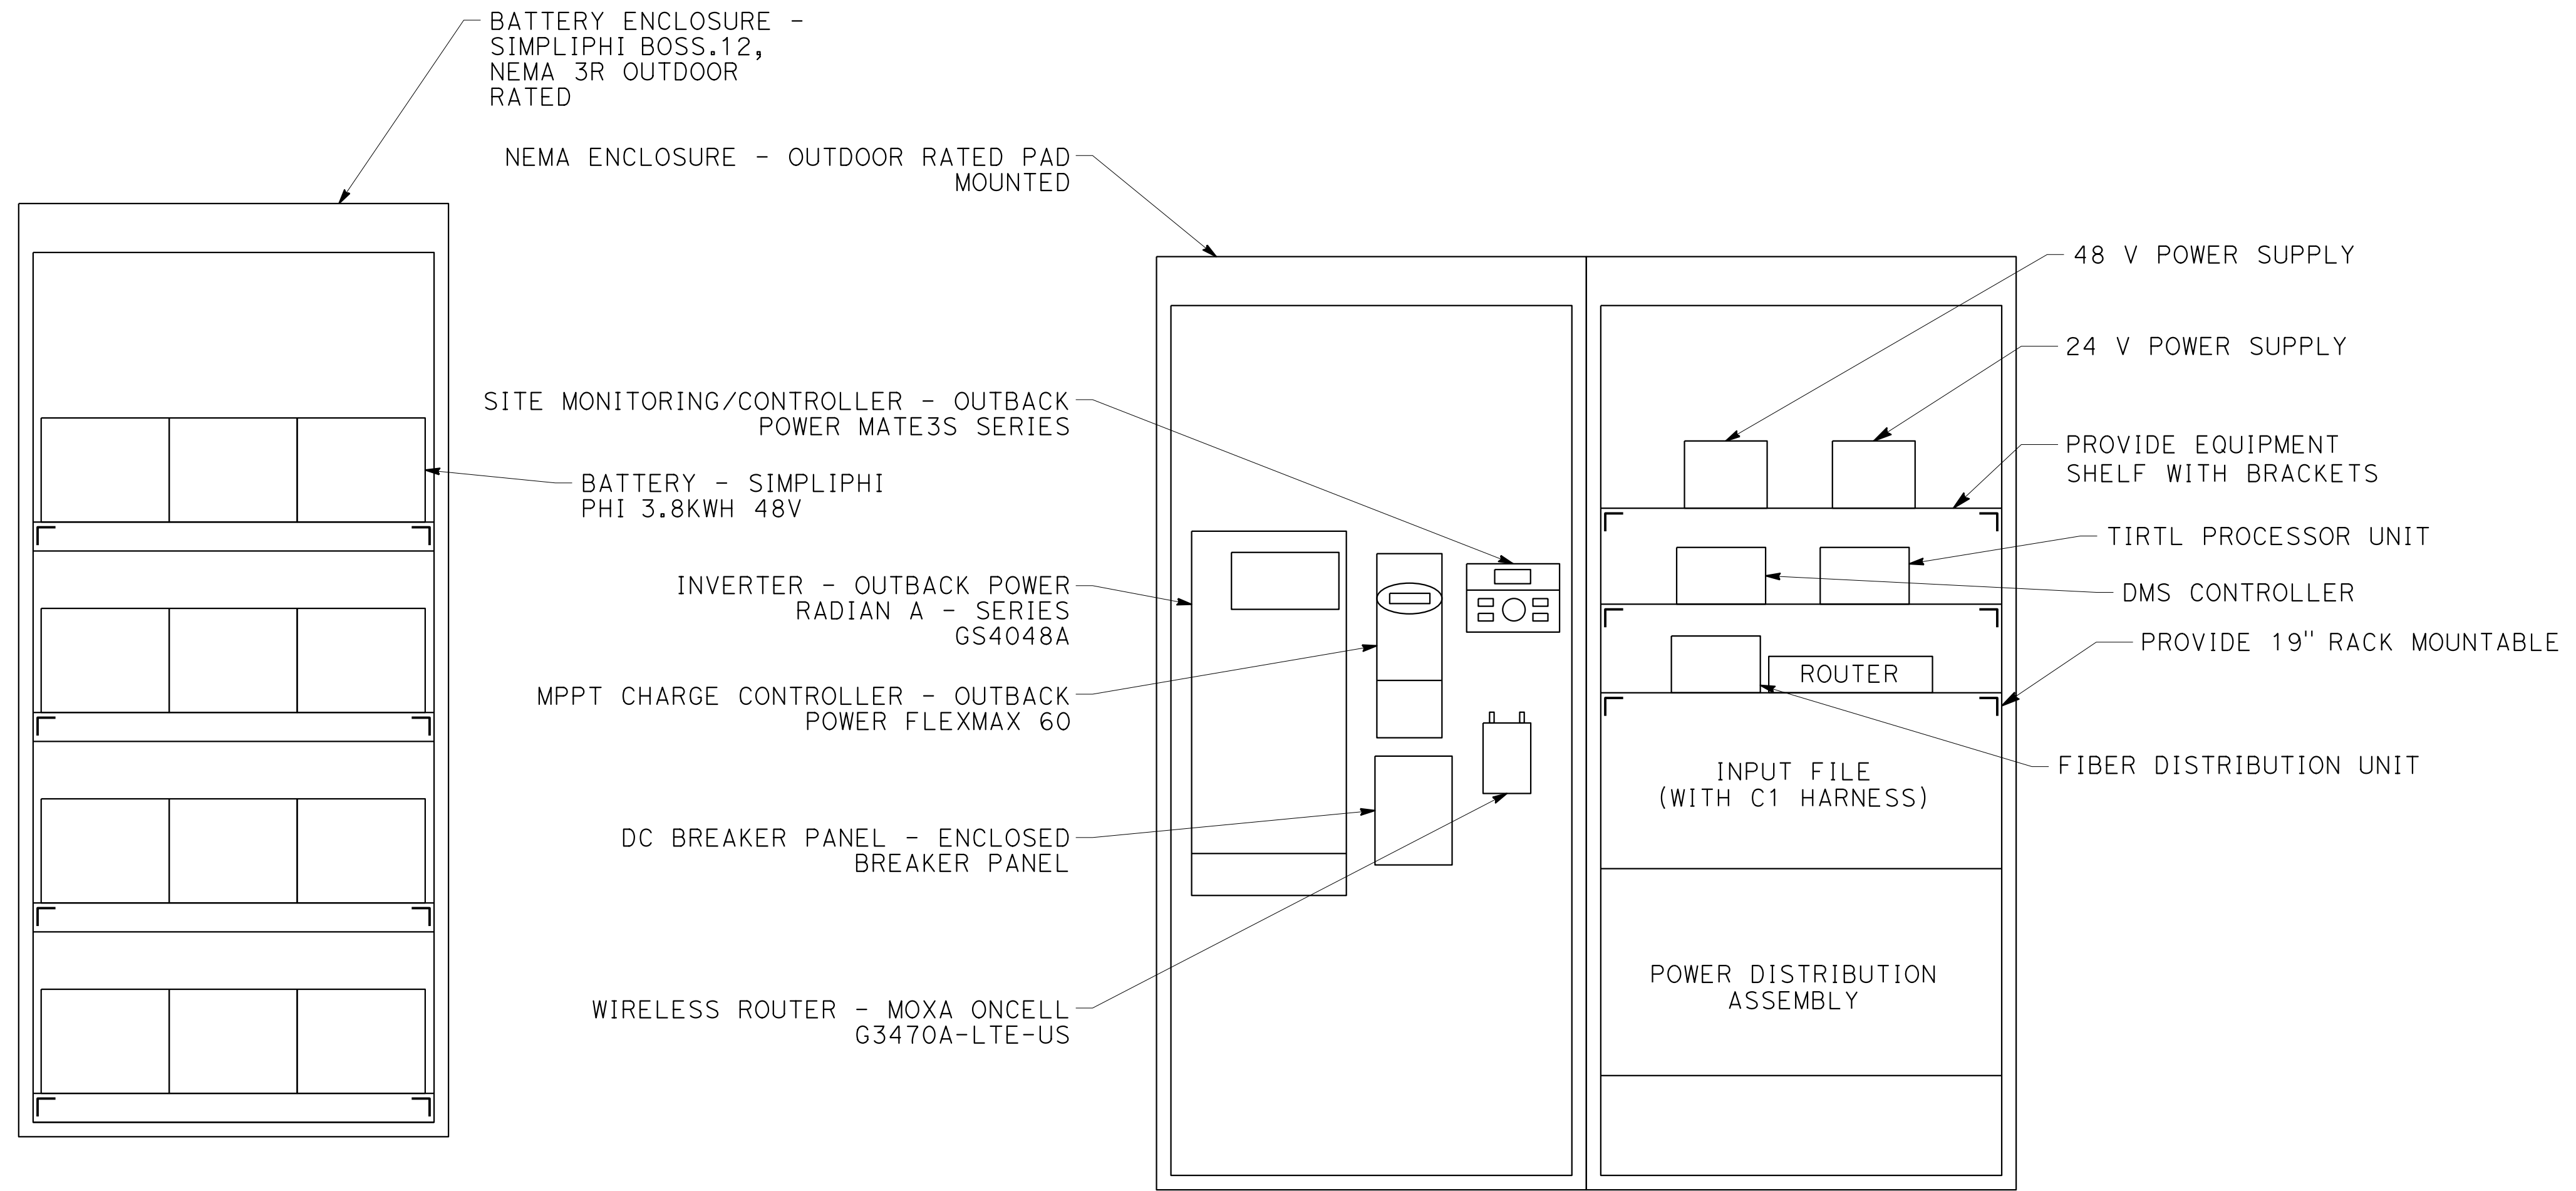 BATTERY ENCLOSURE -
SIMPLIPHI BOSS.12,
NEMA 3R OUTDOOR
RATED
NEMA ENCLOSURE - OUTDOOR RATED PAD
MOUNTED
SITE MONITORING/CONTROLLER - OUTBACK
POWER MATE3S SERIES
BATTERY - SIMPLIPHI
PHI 3.8KWH 48V
INVERTER - OUTBACK POWER
RADIAN A - SERIES
GS4048A
MPPT CHARGE CONTROLLER - OUTBACK
POWER FLEXMAX 60
DC BREAKER PANEL - ENCLOSED
BREAKER PANEL
WIRELESS ROUTER - MOXA ONCELL
G3470A-LTE-US
48 V POWER SUPPLY
24 V POWER SUPPLY
PROVIDE EQUIPMENT
SHELF WITH BRACKETS
TIRTL PROCESSOR UNIT
DMS CONTROLLER
PROVIDE 19" RACK MOUNTABLE
ROUTER
FIBER DISTRIBUTION UNIT
INPUT FILE
(WITH C1 HARNESS)
POWER DISTRIBUTION
ASSEMBLY